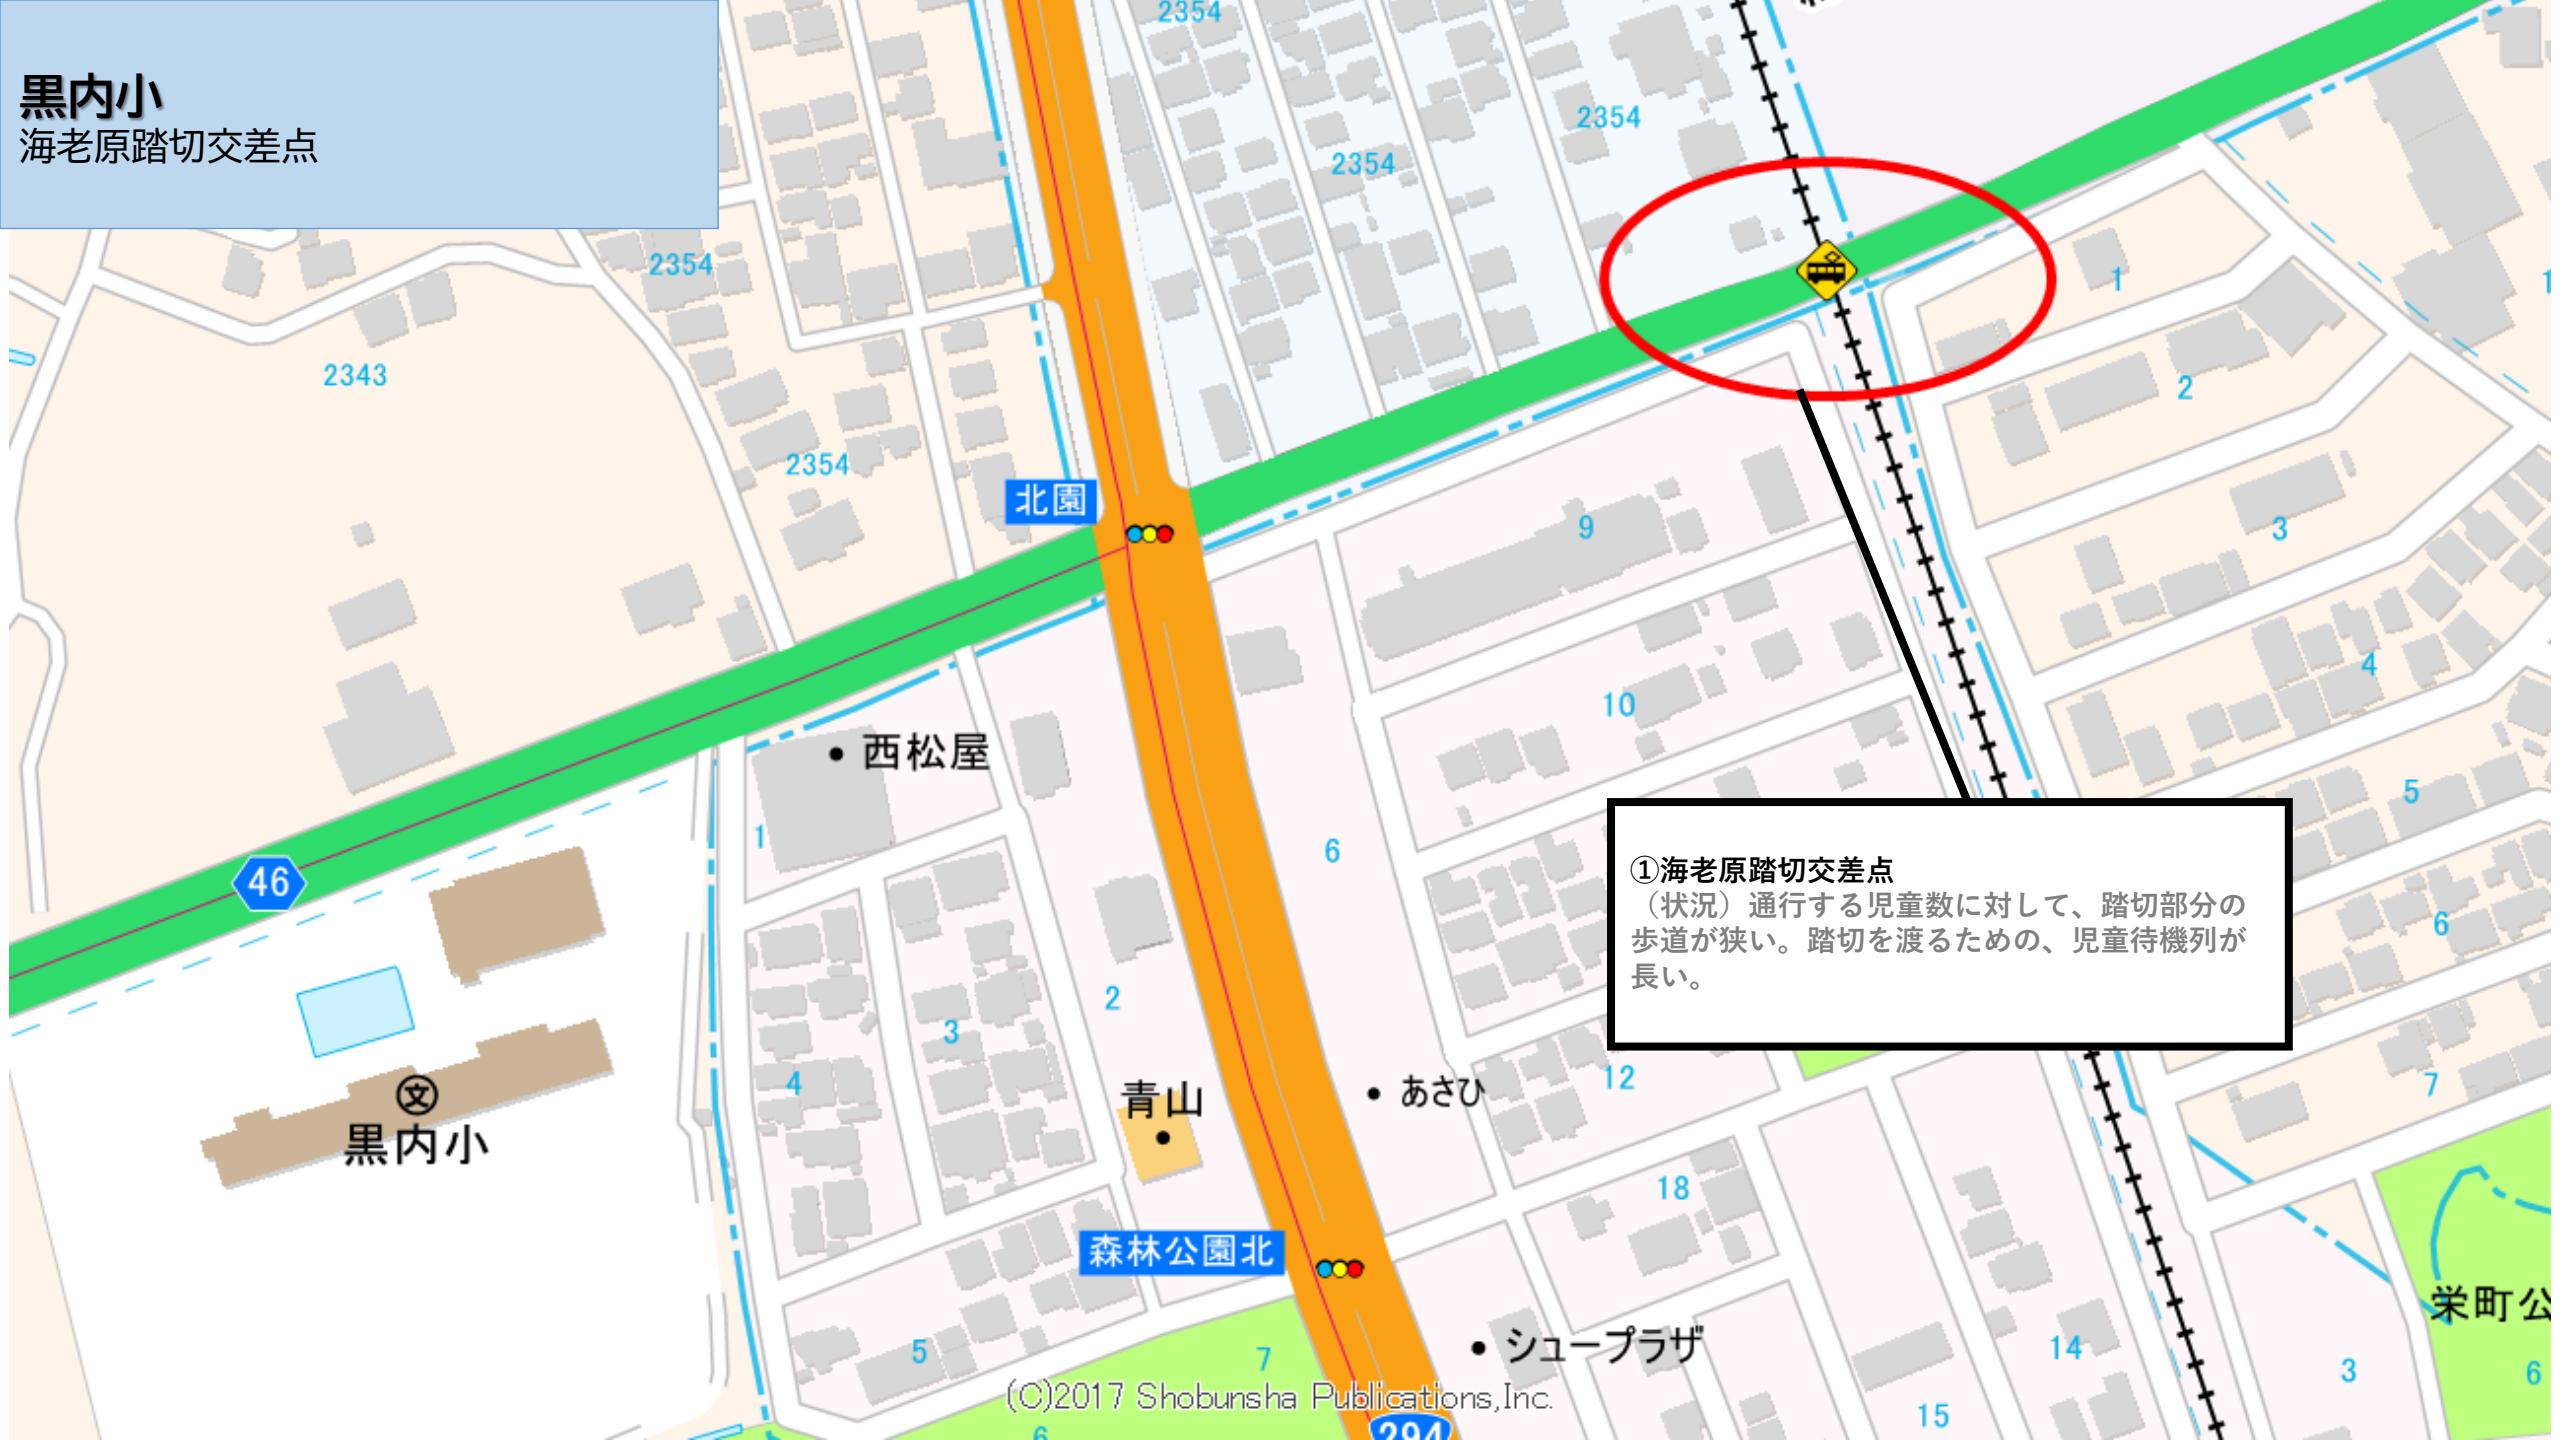 黒内小
海老原踏切交差点
2354
2354
2354
2354
2343
2354
北園
1
2
3
4
5
6
7
9
10
西松屋
1
6
46
①海老原踏切交差点
（状況）通行する児童数に対して、踏切部分の
歩道が狭い。踏切を渡るための、児童待機列が
長い。
2
3
4
青山
あさひ
12
文
黒内小
18
森林公園北
栄町公
シュープラザ
5
7
14
3
6
15
6
(C)2017 Shobunsha Publications,Inc.
294